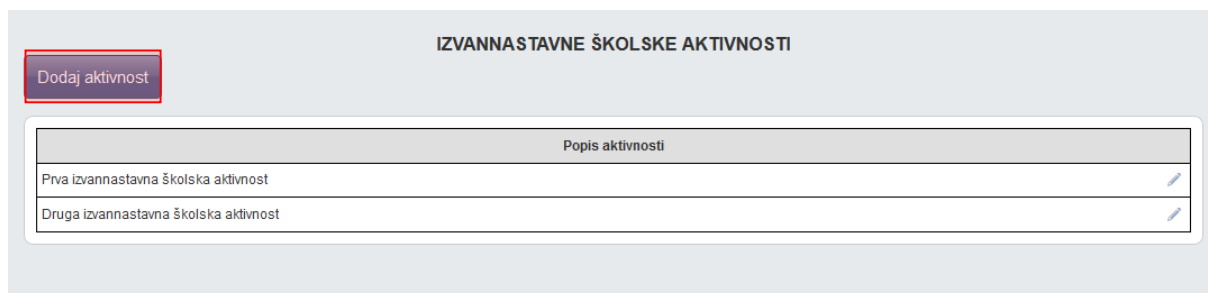 IZVANNASTAVNE ŠKOLSKE AKTIVNOSTI
Dodaj aktivnost
Popis aktivnosti
Prva izvannastavna školska aktivnost
Druga izvannastavna školska aktivnost